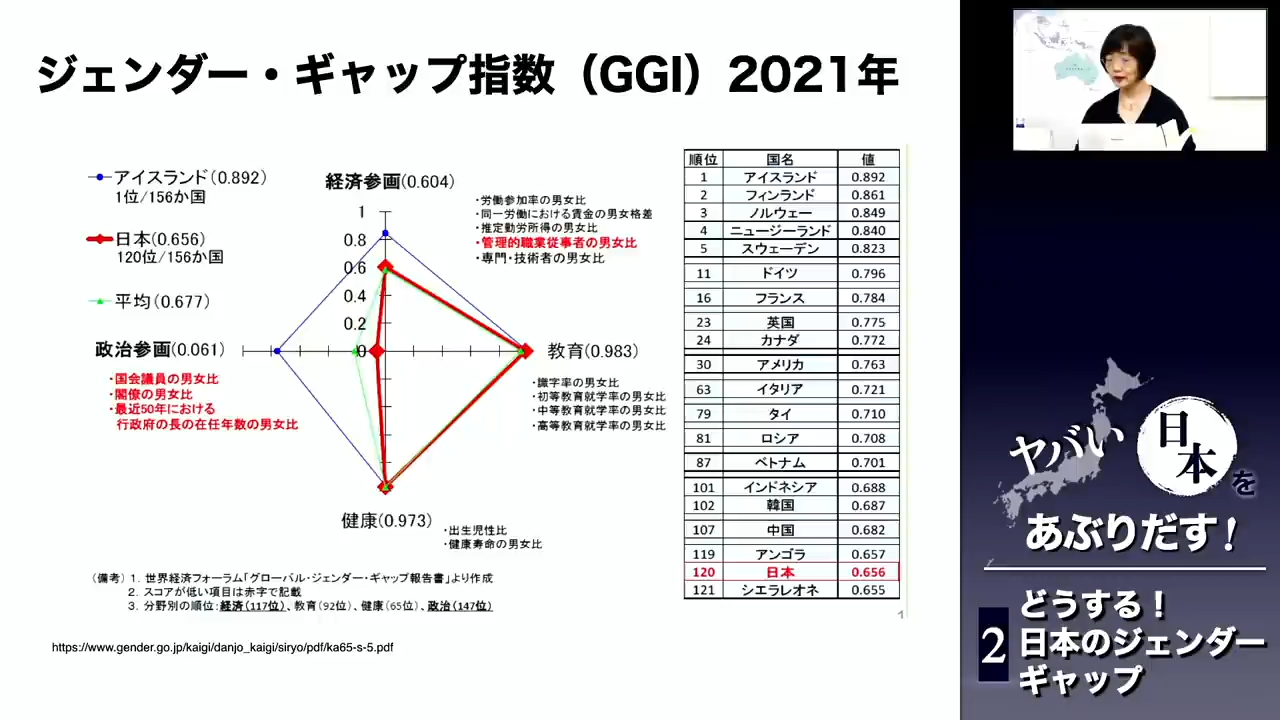 ジェンダー・ギャップ指数（GGI）2021年
アイスランド(0.892)
1位/156か国
日本(0.656)
120位/156か国
平均(0.677)
経済参画(0.604)
・労働参加率の男女比
・同一労働における賃金の男女格差
・推定勤労所得の男女比
・管理的職業従事者の男女比
・専門・技術者の男女比
1
0.8
0.6
0.4
0.2
0
政治参画(0.061)
・国会議員の男女比
・閣僚の男女比
・最近50年における
行政府の長の在任年数の男女比
教育(0.983)
・識字率の男女比
・初等教育就学率の男女比
・中等教育就学率の男女比
・高等教育就学率の男女比
健康(0.973)
・出生児性比
・健康寿命の男女比
（備考）1．世界経済フォーラム「グローバル・ジェンダー・ギャップ報告書」より作成
2．スコアが低い項目は赤字で記載
3．分野別の順位：経済（117位）、教育（92位）、健康（65位）、政治（147位）
https://www.gender.go.jp/kaigi/danjo_kaigi/siryo/pdf/ka65-s-5.pdf
順位 国名 値
1 アイスランド 0.892
2 フィンランド 0.861
3 ノルウェー 0.849
4 ニュージーランド 0.840
5 スウェーデン 0.823
11 ドイツ 0.796
16 フランス 0.784
23 英国 0.775
24 カナダ 0.772
30 アメリカ 0.763
63 イタリア 0.721
79 タイ 0.710
81 ロシア 0.708
87 ベトナム 0.701
101 インドネシア 0.688
102 韓国 0.687
107 中国 0.682
119 アンゴラ 0.657
120 日本 0.656
121 シエラレオネ 0.655
1
ヤバい日本を
あぶりだす！
2
どうする！
日本のジェンダー
ギャップ